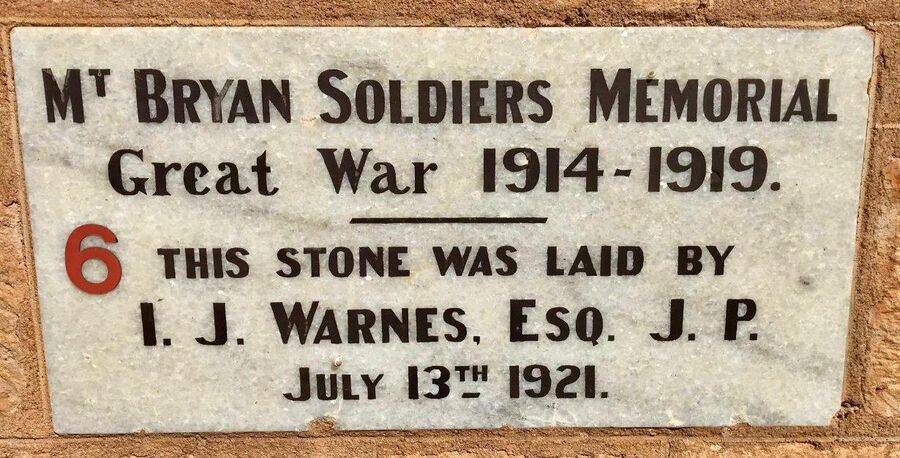 Mᵀ BRYAN SOLDIERS MEMORIAL
Great War 1914-1919.
6 THIS STONE WAS LAID BY
I. J. WARNES, ESQ. J. P.
JULY 13TH 1921.